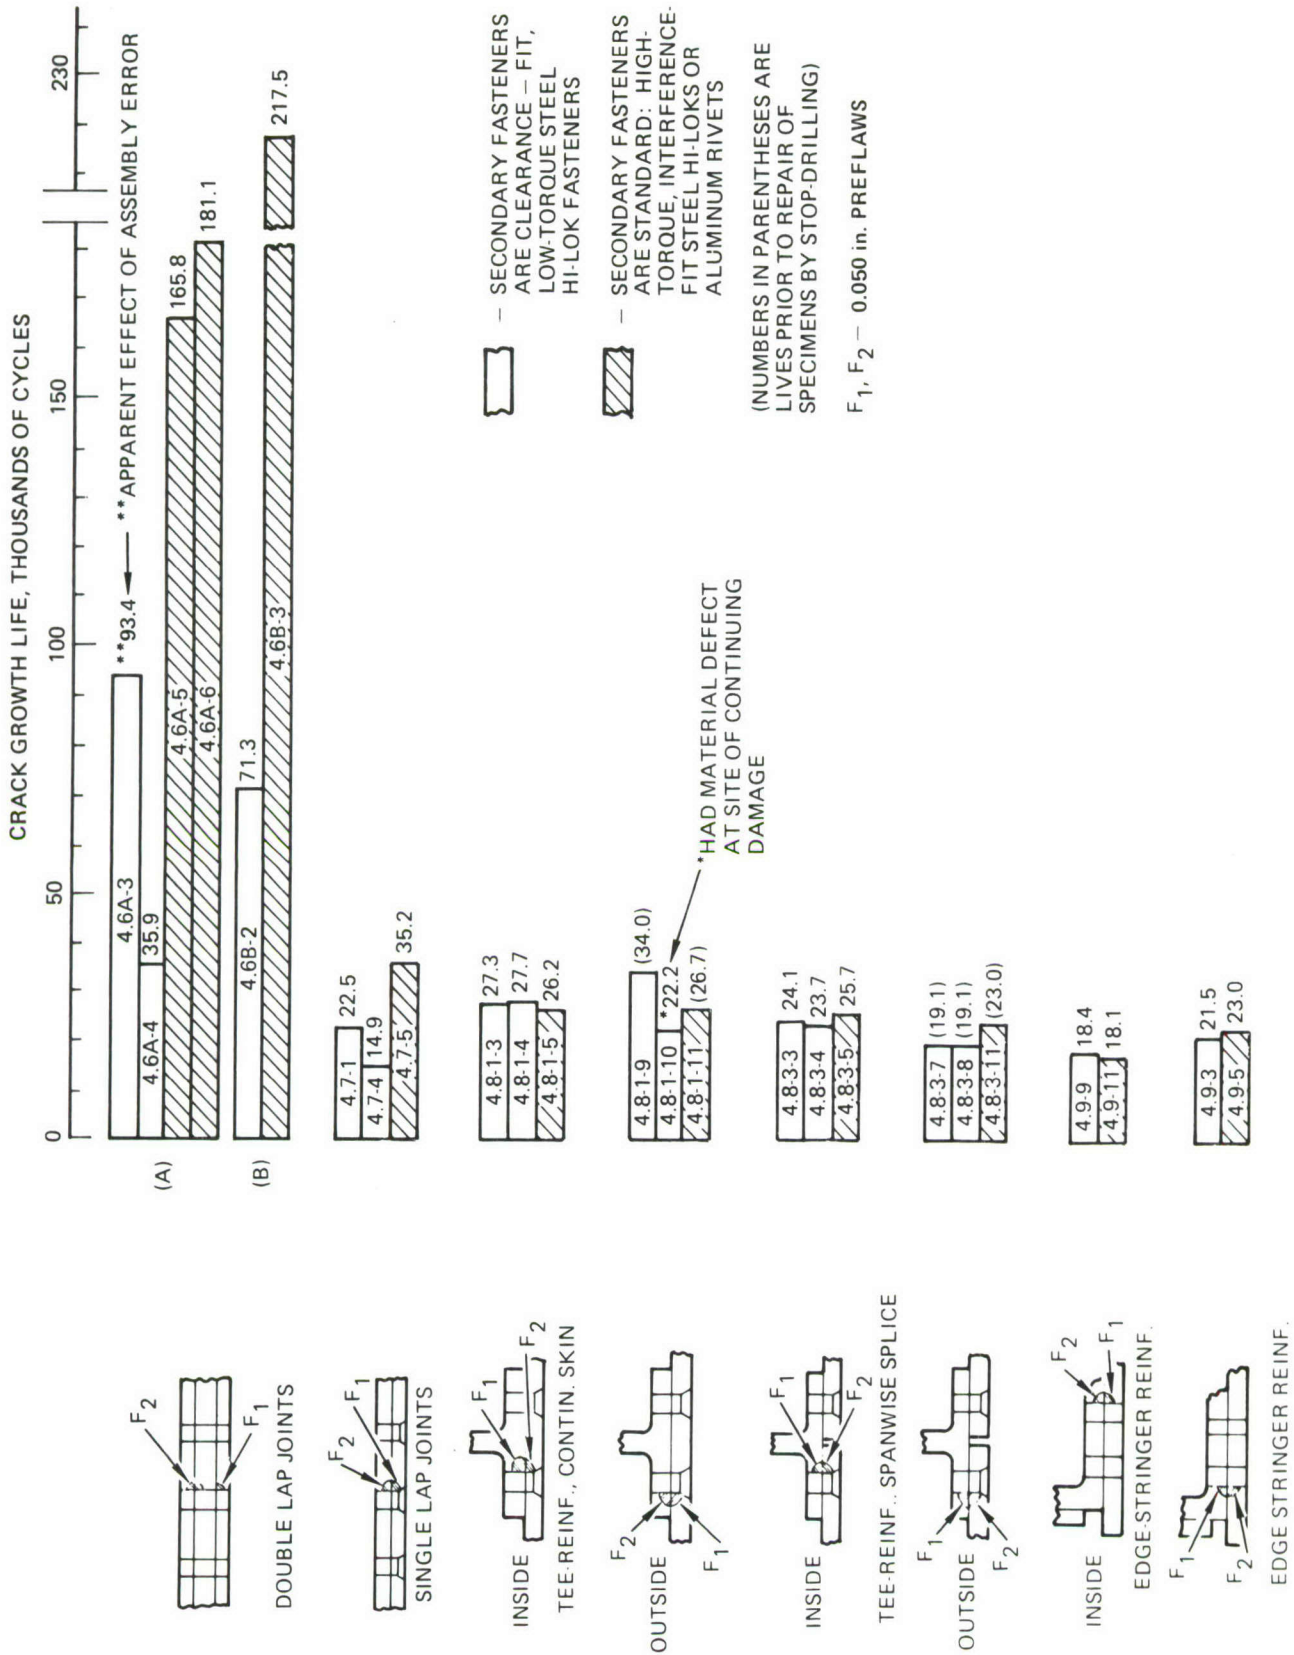 CRACK GROWTH LIFE, THOUSANDS OF CYCLES
0
50
100
150
230
(A)
4.6A-3
**93.4
**APPARENT EFFECT OF ASSEMBLY ERROR
4.6A-4
35.9
4.6A-5
165.8
4.6A-6
181.1
(B)
4.6B-2
71.3
4.6B-3
217.5
F2
F1
DOUBLE LAP JOINTS
4.7-1
22.5
4.7-4
14.9
4.7-5
35.2
F2
F1
SINGLE LAP JOINTS
4.8-1-3
27.3
4.8-1-4
27.7
4.8-1-5
26.2
F1
F2
INSIDE
TEE-REINF., CONTIN. SKIN
4.8-1-9
(34.0)
4.8-1-10
*22.2
4.8-1-11
(26.7)
*HAD MATERIAL DEFECT
AT SITE OF CONTINUING
DAMAGE
F2
F1
OUTSIDE
4.8-3-3
24.1
4.8-3-4
23.7
4.8-3-5
25.7
F1
F2
INSIDE
TEE-REINF., SPANWISE SPLICE
4.8-3-7
(19.1)
4.8-3-8
(19.1)
4.8-3-11
(23.0)
F1
F2
OUTSIDE
4.9-9
18.4
4.9-11
18.1
F2
F1
INSIDE
EDGE-STRINGER REINF.
4.9-3
21.5
4.9-5
23.0
F1
F2
EDGE STRINGER REINF.
– SECONDARY FASTENERS
ARE CLEARANCE – FIT,
LOW-TORQUE STEEL
HI-LOK FASTENERS
– SECONDARY FASTENERS
ARE STANDARD: HIGH-
TORQUE, INTERFERENCE-
FIT STEEL HI-LOKS OR
ALUMINUM RIVETS
(NUMBERS IN PARENTHESES ARE
LIVES PRIOR TO REPAIR OF
SPECIMENS BY STOP-DRILLLING)
F1, F2 – 0.050 in. PREFLAWS